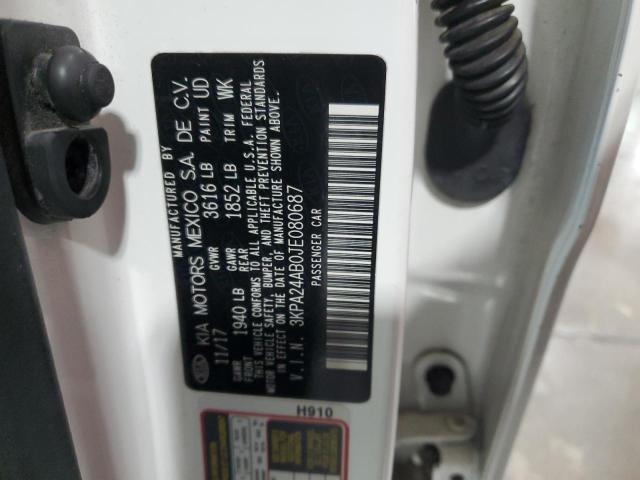 MANUFACTURED BY
KIA KIA MOTORS MEXICO S.A. DE C.V.
11/17 GVWR 3616 LB PAINT UD
GAWR FRONT 1940 LB GAWR REAR 1852 LB TRIM WK
THIS VEHICLE CONFORMS TO ALL APPLICABLE U.S.A. FEDERAL
MOTOR VEHICLE SAFETY, BUMPER, AND THEFT PREVENTION STANDARDS
IN EFFECT ON THE DATE OF MANUFACTURE SHOWN ABOVE.
V.I.N. 3KPA24AB0JE080687
PASSENGER CAR
H910